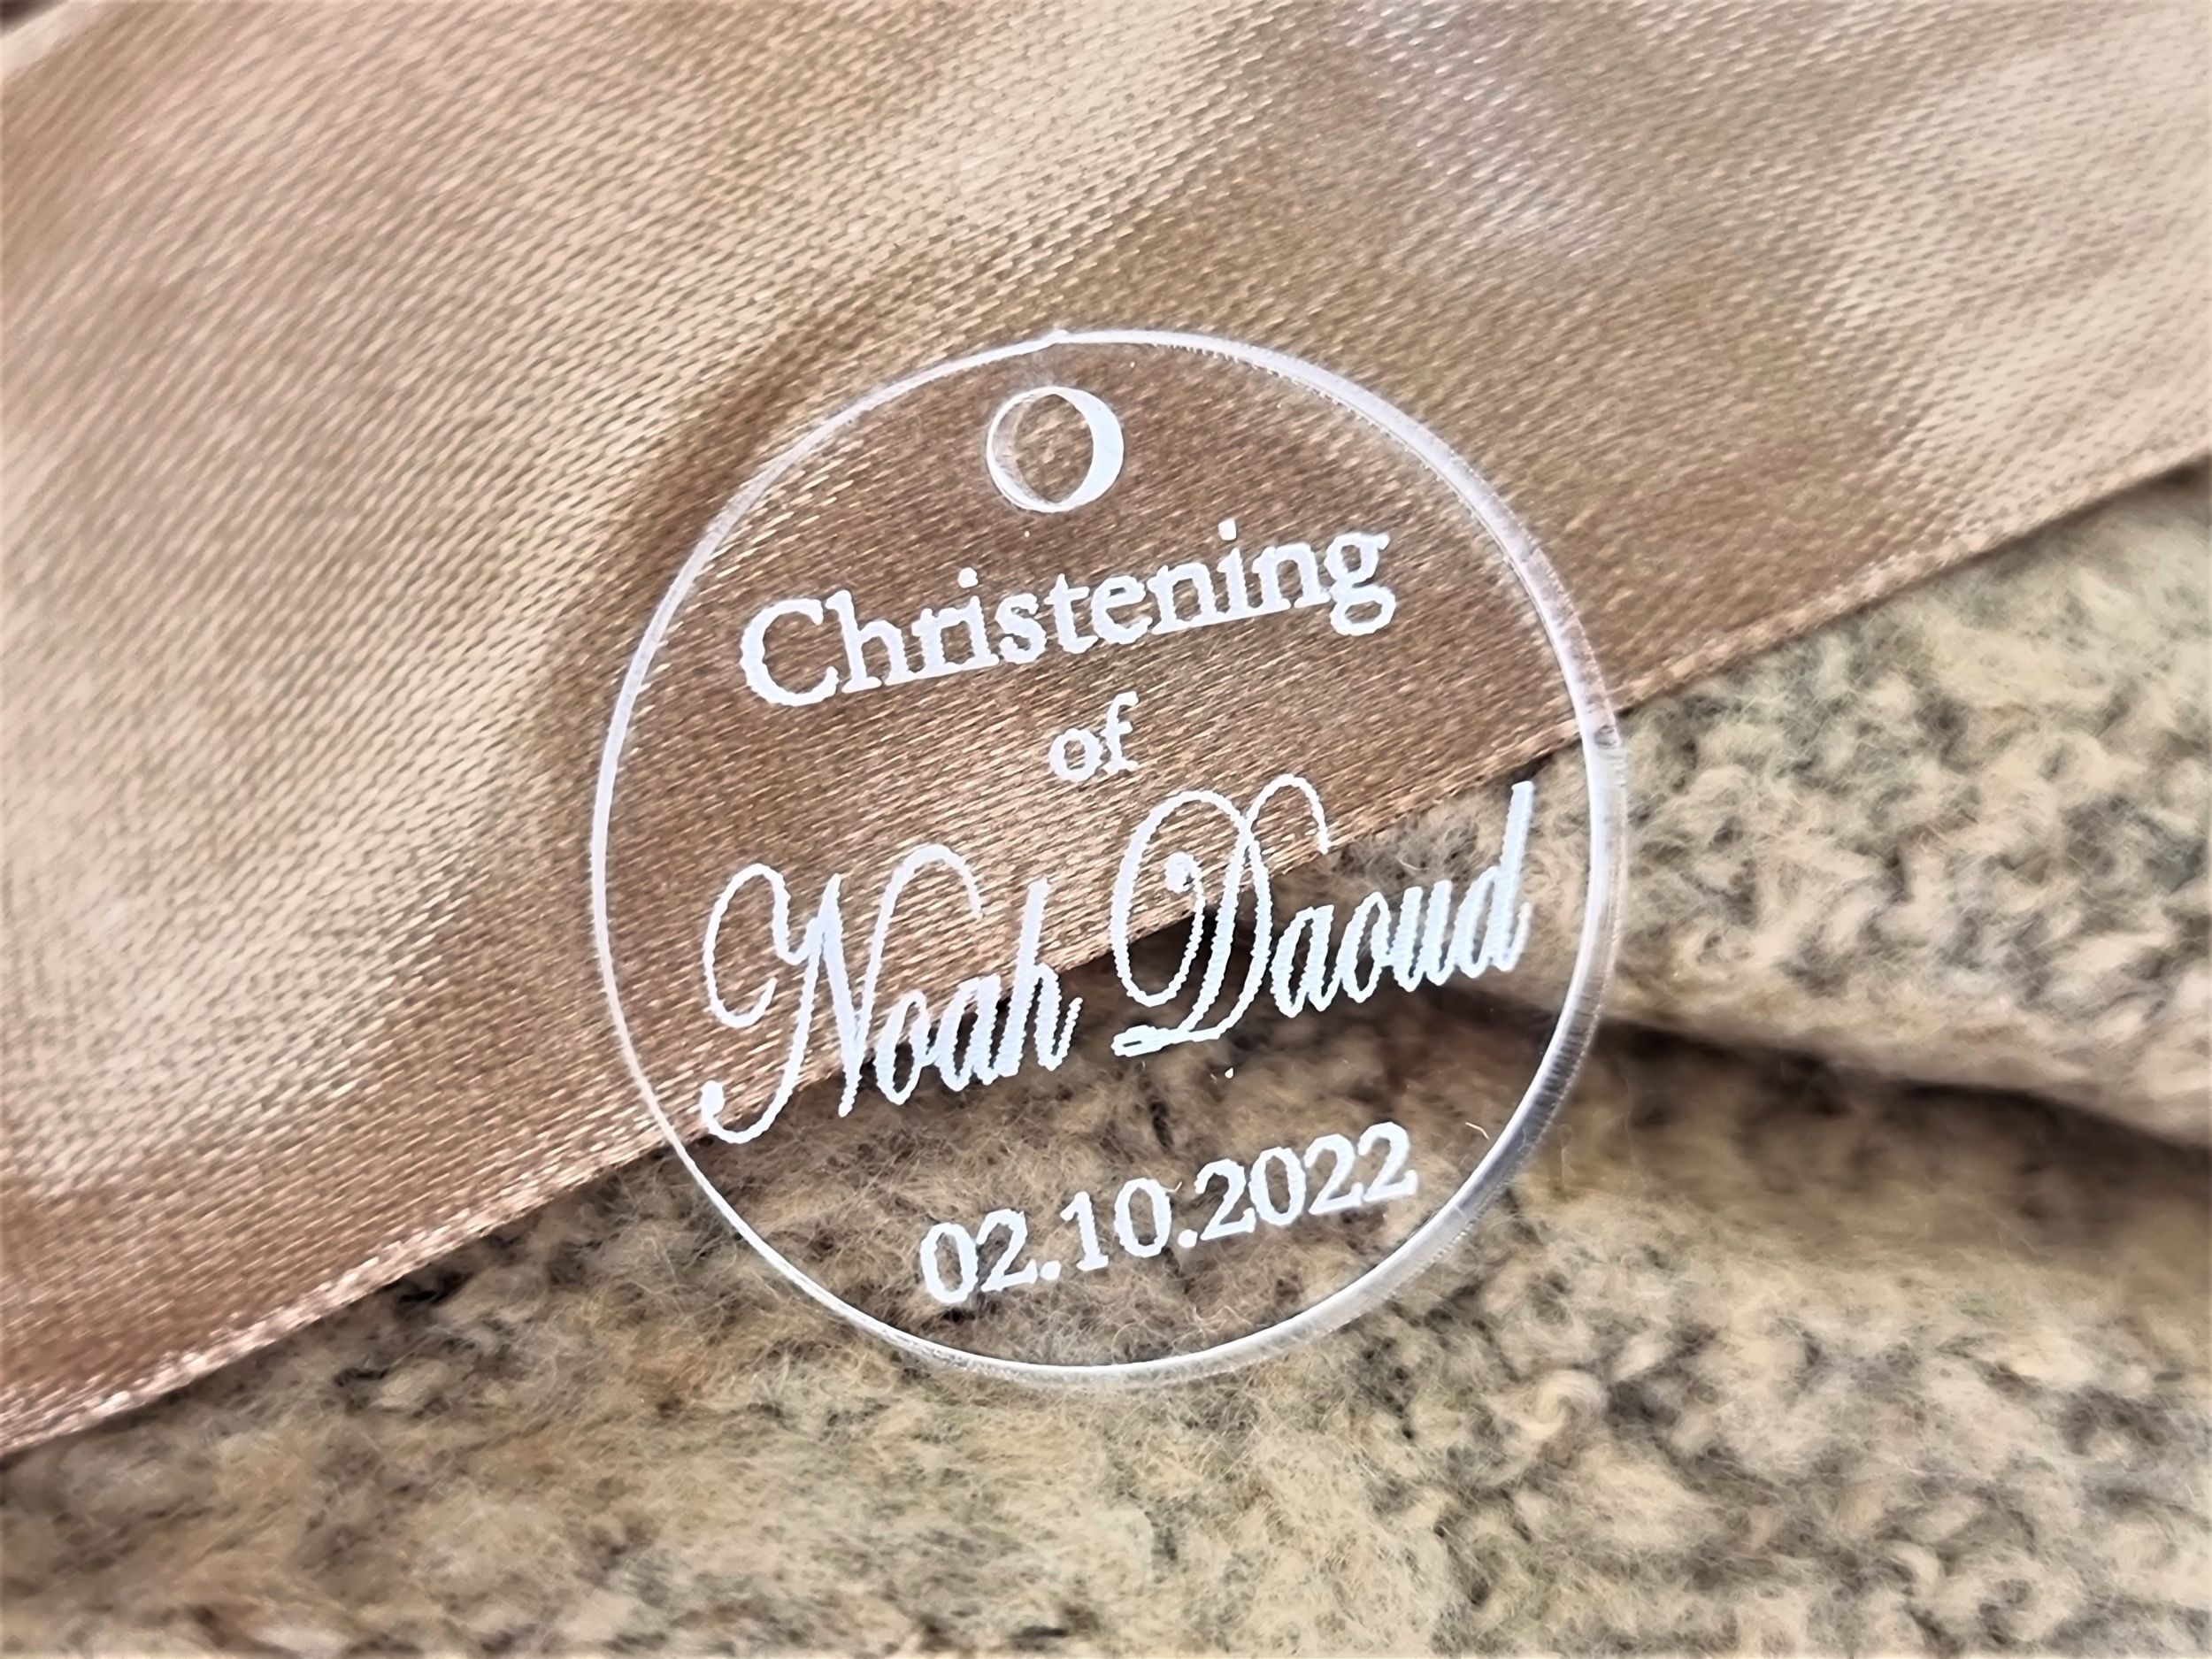 Christening
of
Noah Daoud
02.10.2022